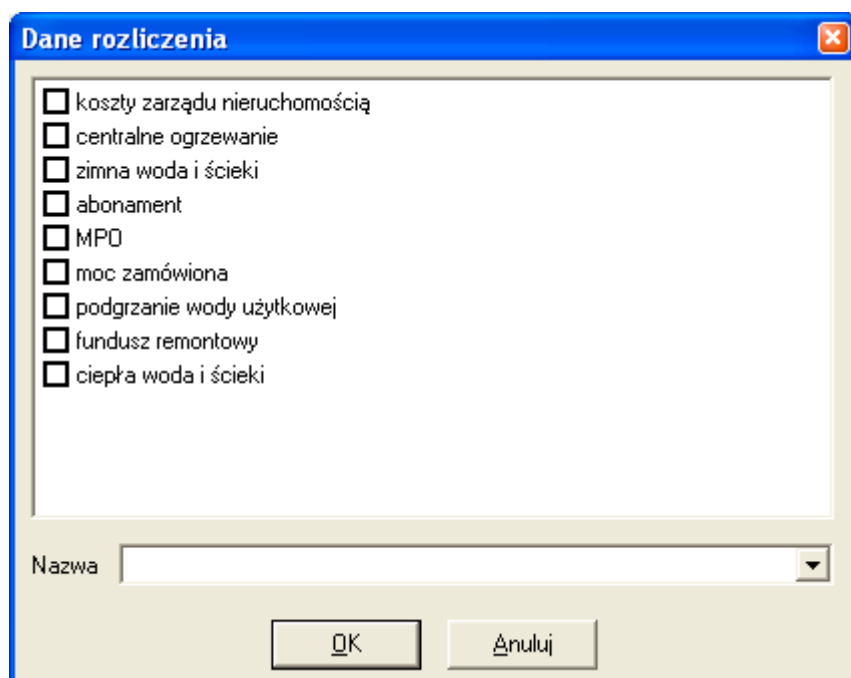 Dane rozliczenia
koszty zarządu nieruchomością
centralne ogrzewanie
zimna woda i ścieki
abonament
MPO
moc zamówiona
podgrzanie wody użytkowej
fundusz remontowy
ciepła woda i ścieki
Nazwa
OK Anuluj